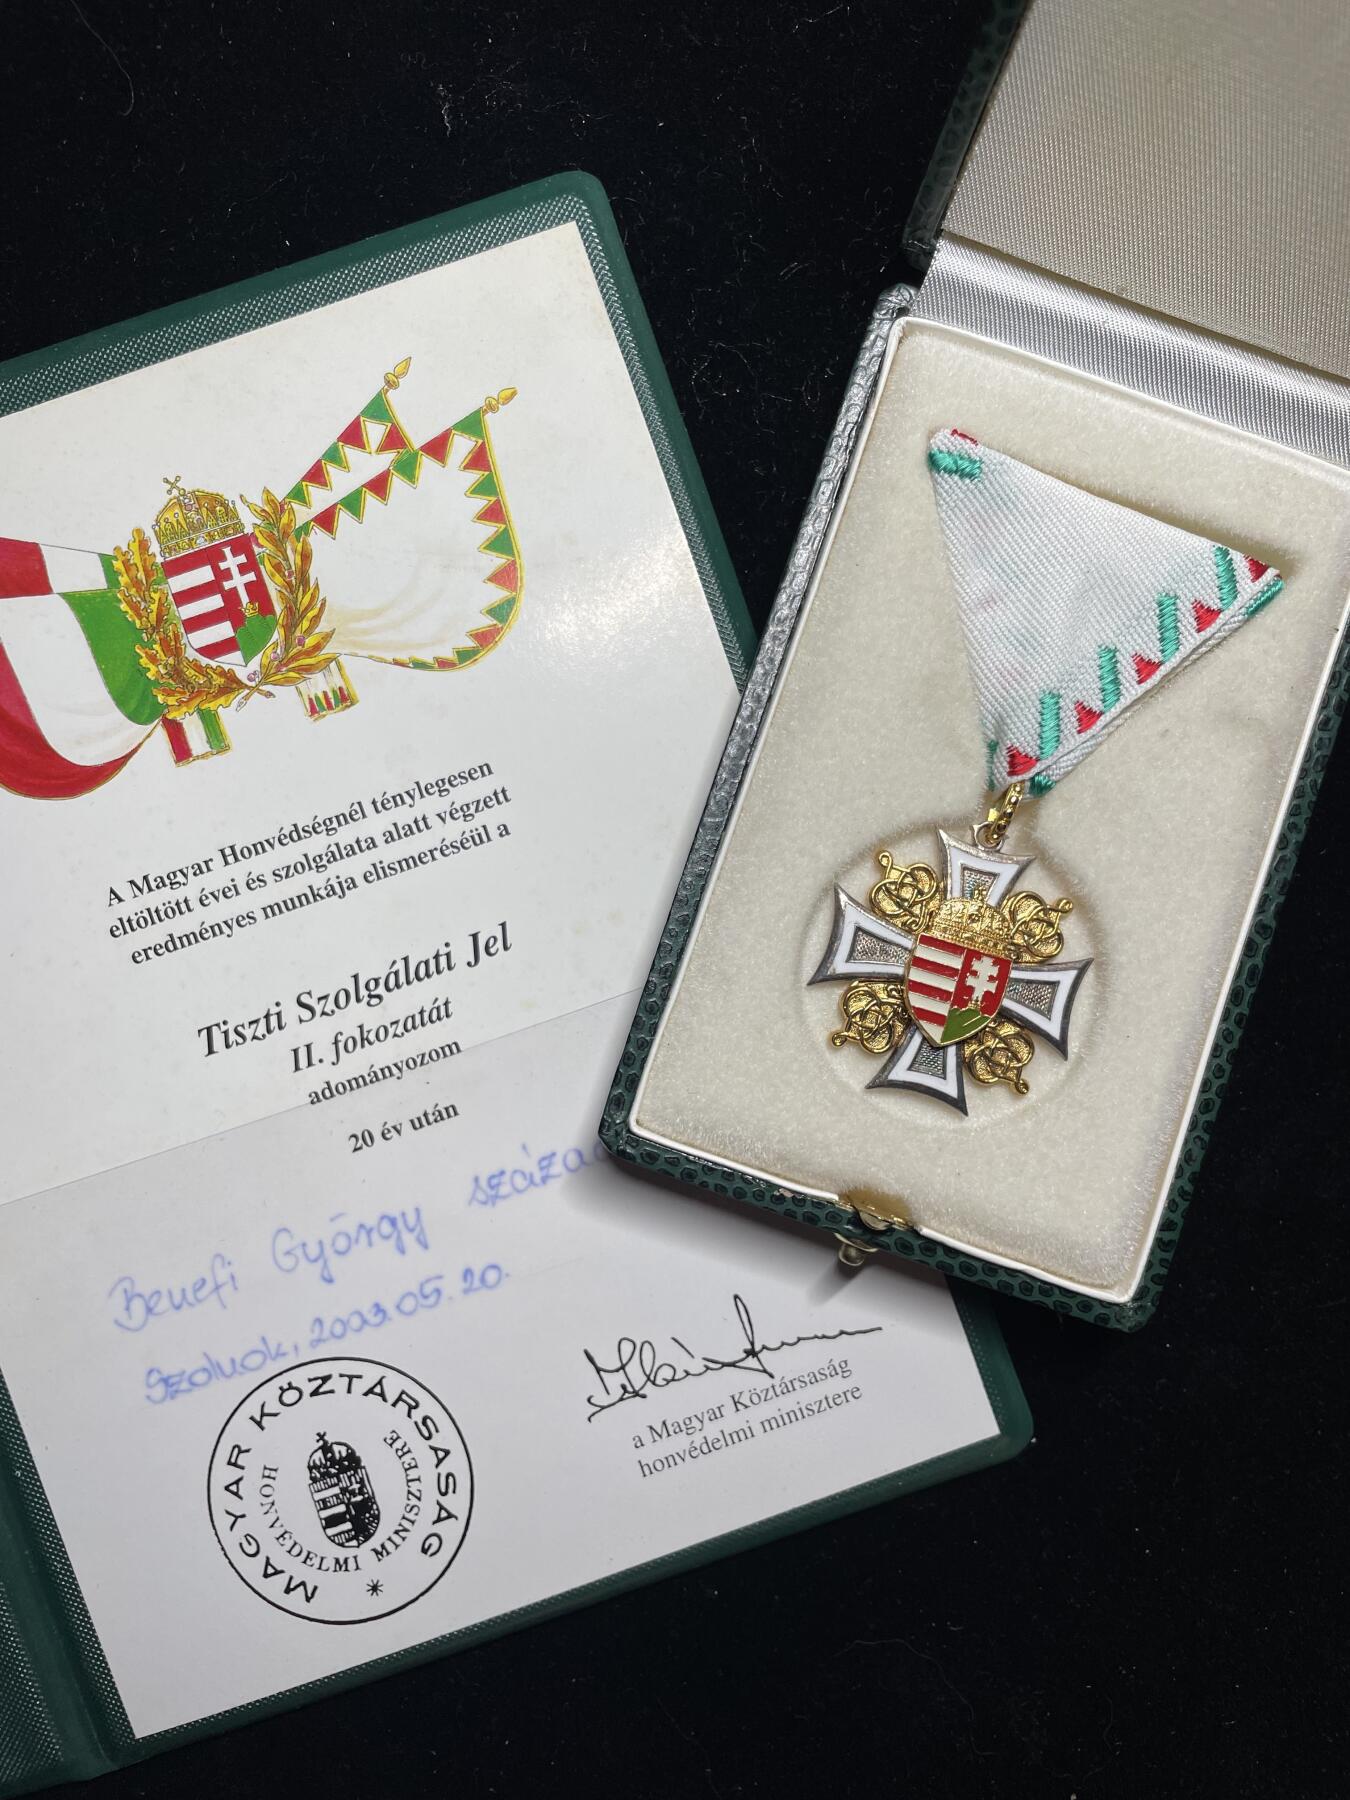 A Magyar Honvédségnél ténylegesen
eltöltött évei és szolgálata alatt végzett
eredményes munkája elismeréséül a
Tiszti Szolgálati Jel
II. fokozatát
adományozom
20 év után
Benefi György száza
Szolnok, 2003.05.20.
a Magyar Köztársaság
honvédelmi minisztere
MAGYAR KÖZTÁRSASÁG
HONVÉDELMI MINISZTERE